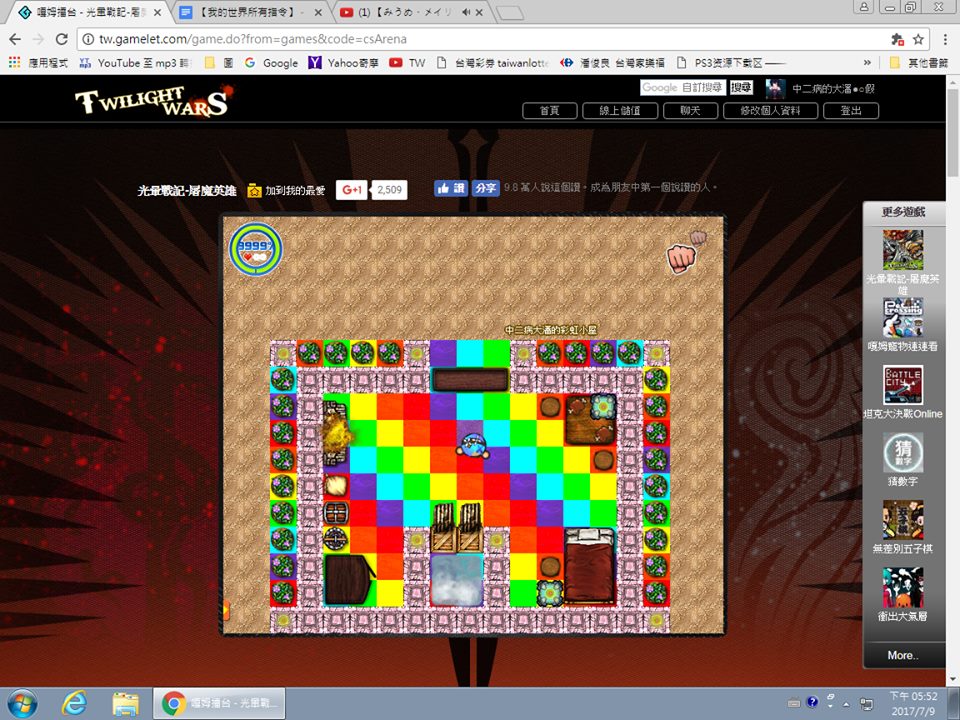 嘎姆擂台 - 光暈戰記-屠魔
【我的世界所有指令】 -
(1) 【みうめ・メイリ
tw.gamelet.com/game.do?from=games&code=csArena
應用程式
YouTube 至 mp3 轉
圖
Google
Yahoo奇摩
TW
台灣彩券 taiwanlotte
潘俊良 台灣家樂福
PS3资源下载区 ——
»
其他書籤
TWILIGHT WARS
Google 自訂搜尋
搜尋
中二病的大潘●○假
首頁
線上儲值
聊天
修改個人資料
登出
光暈戰記-屠魔英雄
加到我的最愛
G+1
2,509
讚
分享
9.8 萬人說這個讚。成為朋友中第一個說讚的人。
更多遊戲
光暈戰記-屠魔英雄
嘎姆寵物連連看
BATTLE CITY
坦克大決戰Online
猜 數字
猜數字
無差別五子棋
衝出大氣層
More..
中二病大潘的彩虹小屋
嘎姆擂台 - 光暈戰...
下午 05:52
2017/7/9